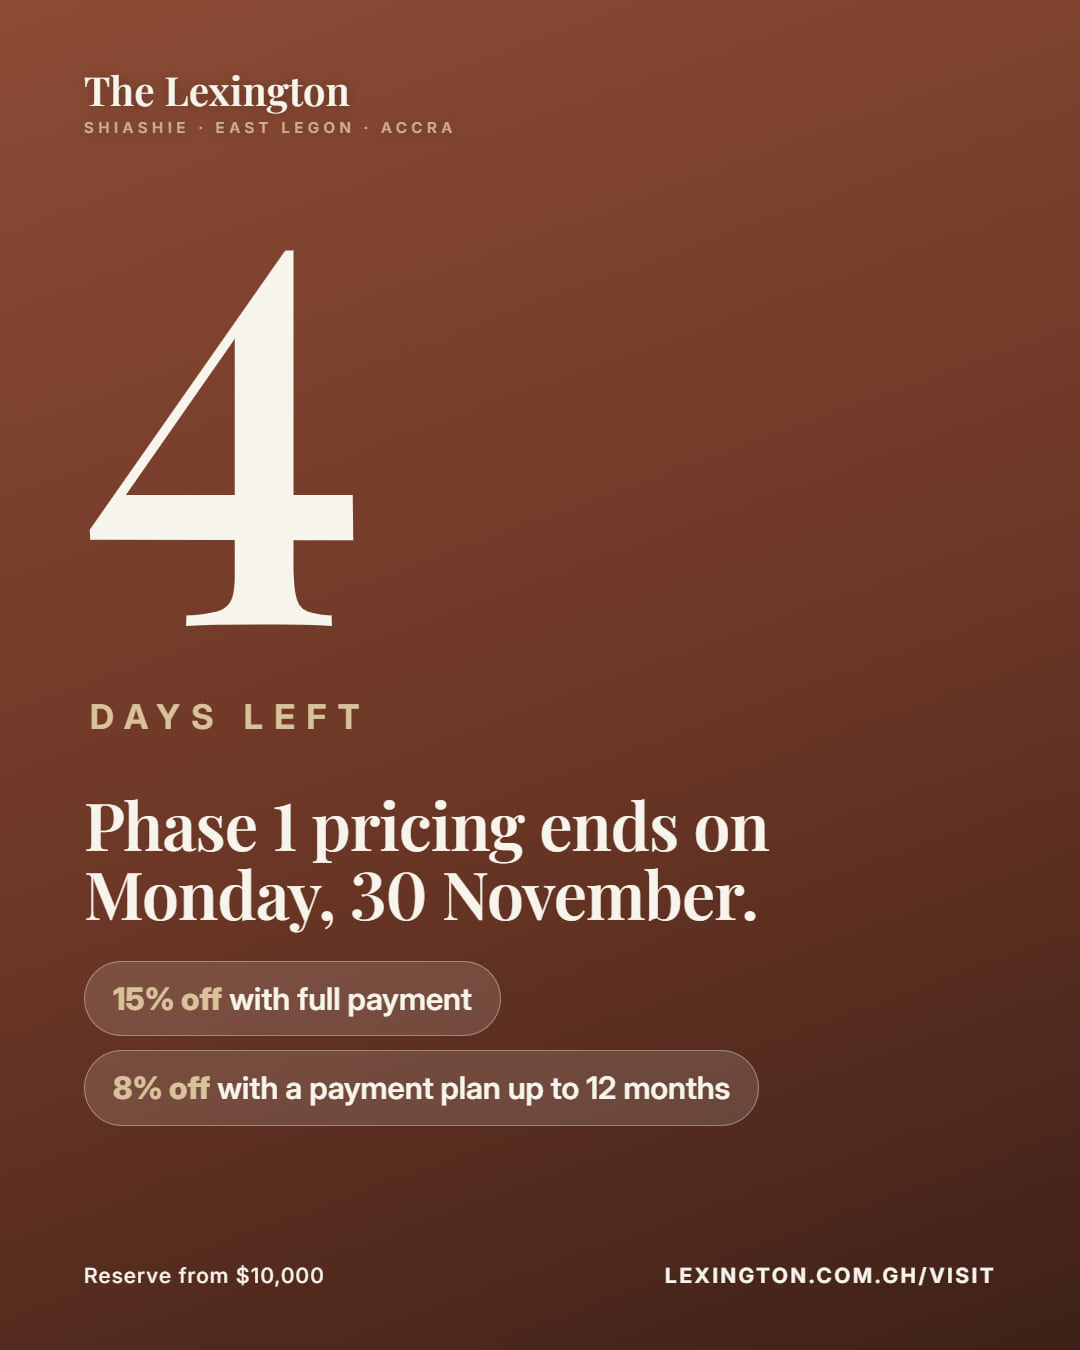 The Lexington
SHIASHIE · EAST LEGON · ACCRA
4
DAYS LEFT
Phase 1 pricing ends on
Monday, 30 November.
15% off with full payment
8% off with a payment plan up to 12 months
Reserve from $10,000
LEXINGTON.COM.GH/VISIT